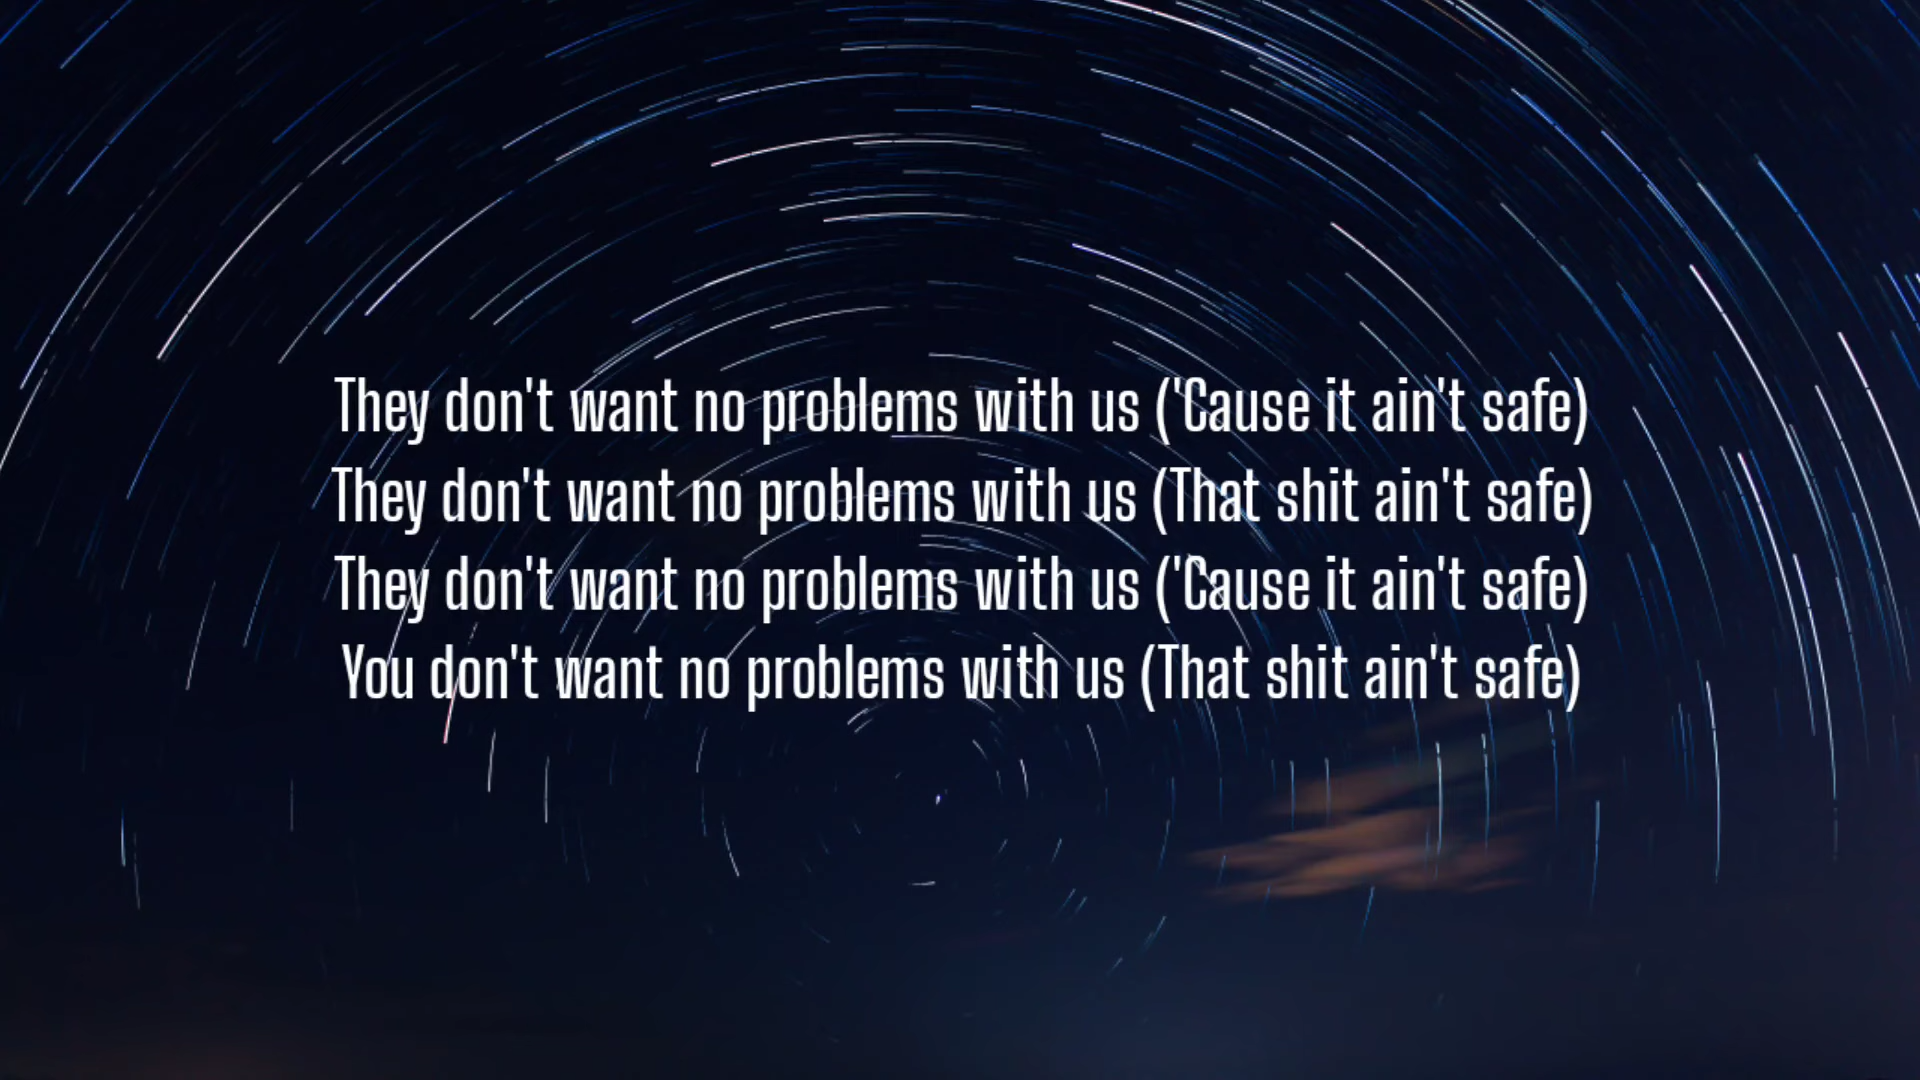 They don't want no problems with us ('Cause it ain't safe)
They don't want no problems with us (That shit ain't safe)
They don't want no problems with us ('Cause it ain't safe)
You don't want no problems with us (That shit ain't safe)